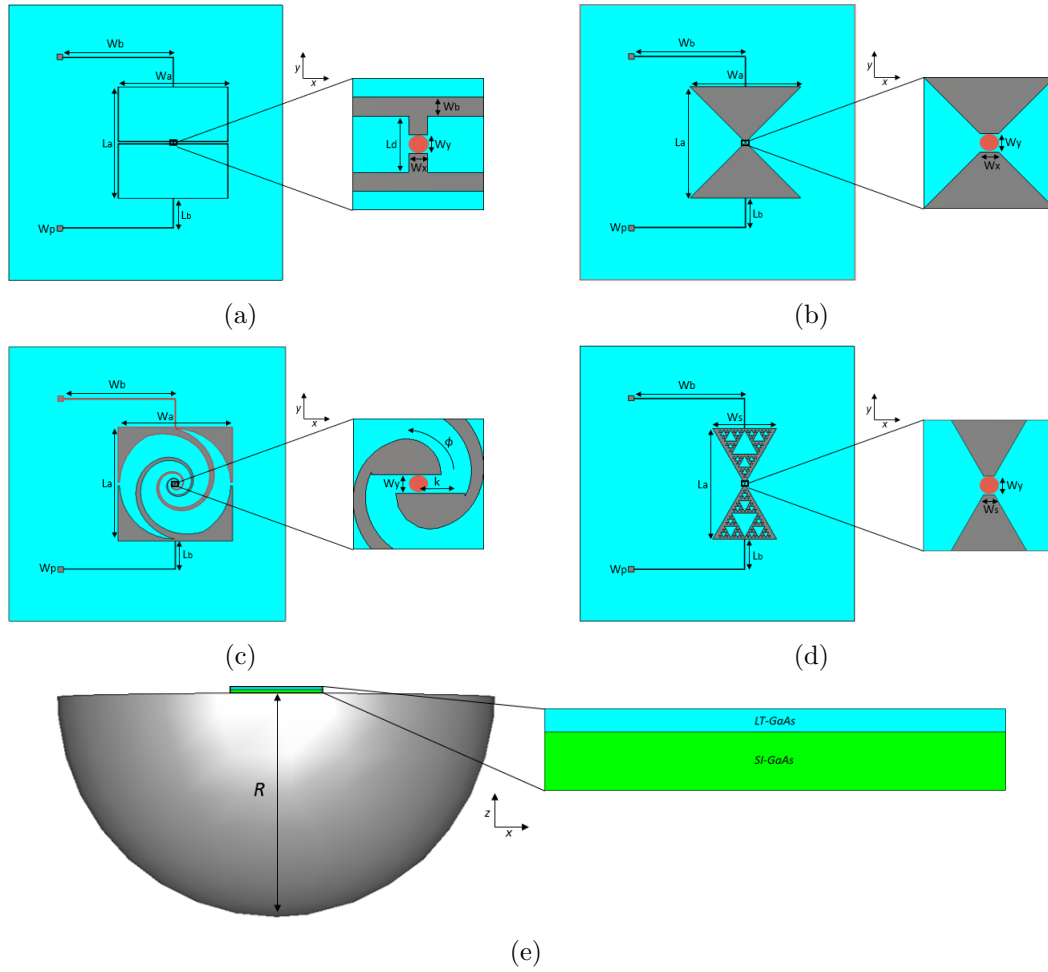 Wb
Wa
La
Lb
Wp
y
x
Wb
Ld
Wy
Wx
(a)
Wb
Wa
La
Lb
Wp
y
x
Wy
Wx
(b)
Wb
Wa
La
Lb
Wp
y
x
ϕ
Wy
k
(c)
Wb
Ws
La
Lb
Wp
y
x
Wy
Ws
(d)
R
z
x
LT-GaAs
SI-GaAs
(e)